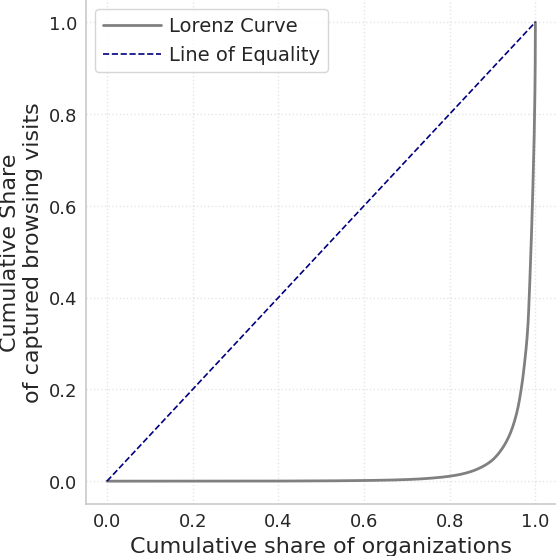 Lorenz Curve
Line of Equality
Cumulative Share
of captured browsing visits
1.0
0.8
0.6
0.4
0.2
0.0
0.0 0.2 0.4 0.6 0.8 1.0
Cumulative share of organizations